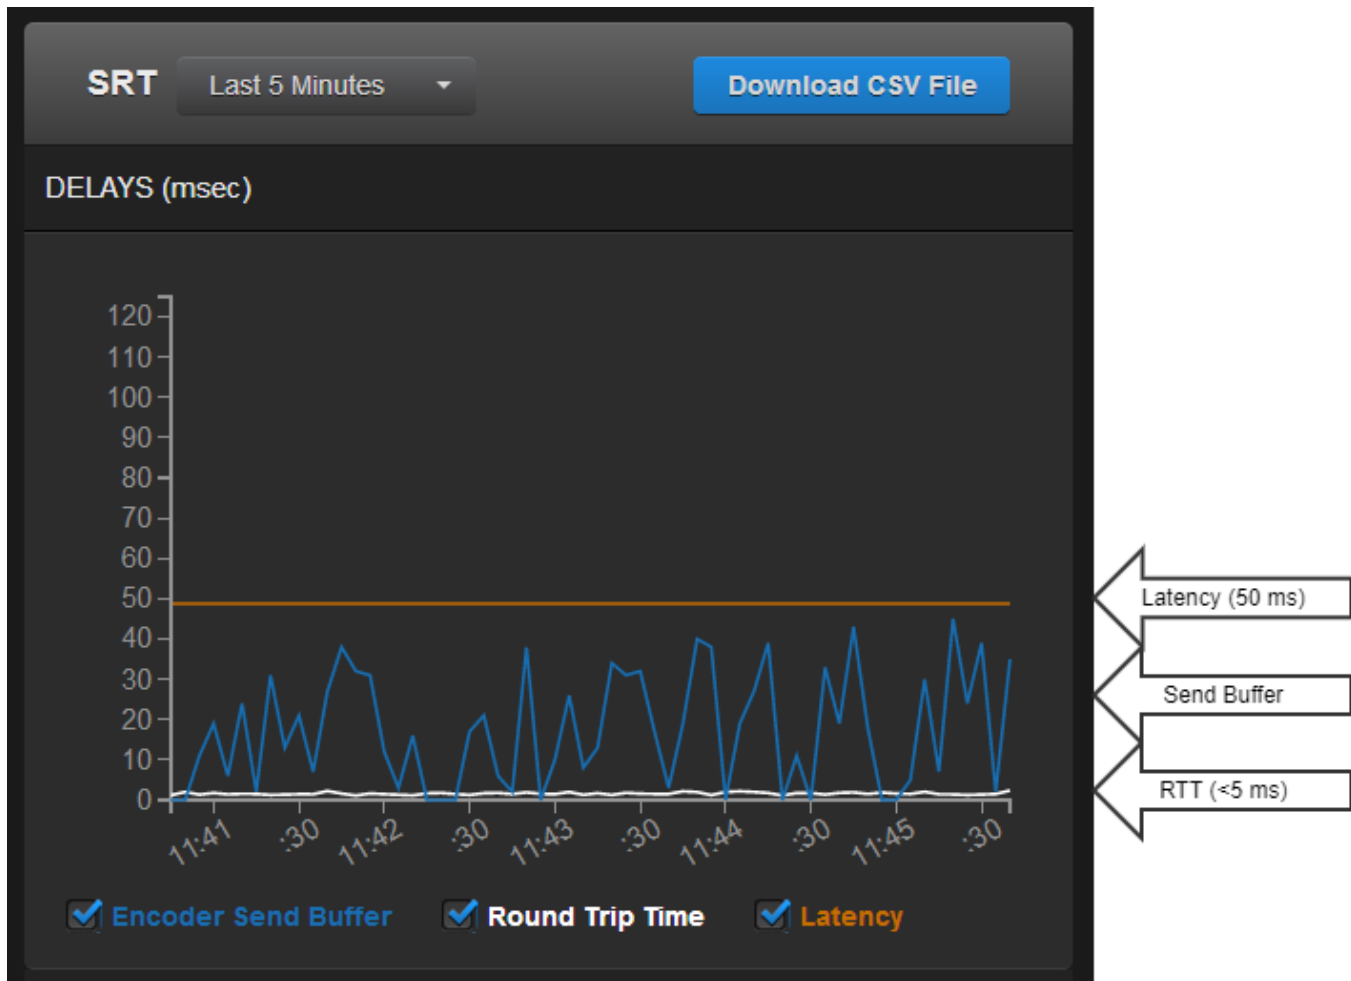 SRT Last 5 Minutes Download CSV File
DELAYS (msec)
120
110
100
90
80
70
60
50
40
30
20
10
0
11:41 :30 11:42 :30 11:43 :30 11:44 :30 11:45 :30
Encoder Send Buffer Round Trip Time Latency
Latency (50 ms)
Send Buffer
RTT (<5 ms)